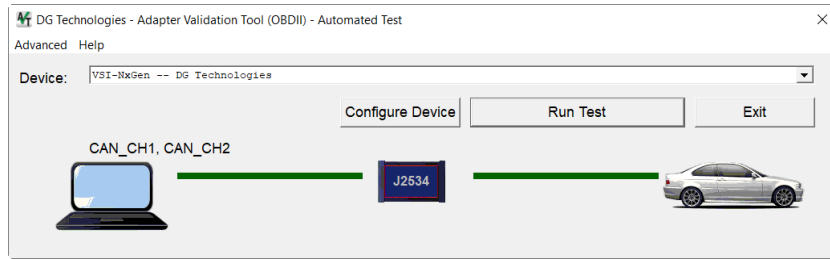 DG Technologies - Adapter Validation Tool (OBDII) - Automated Test
Advanced Help
Device: VSI-NxGen -- DG Technologies
Configure Device Run Test Exit
CAN_CH1, CAN_CH2
J2534